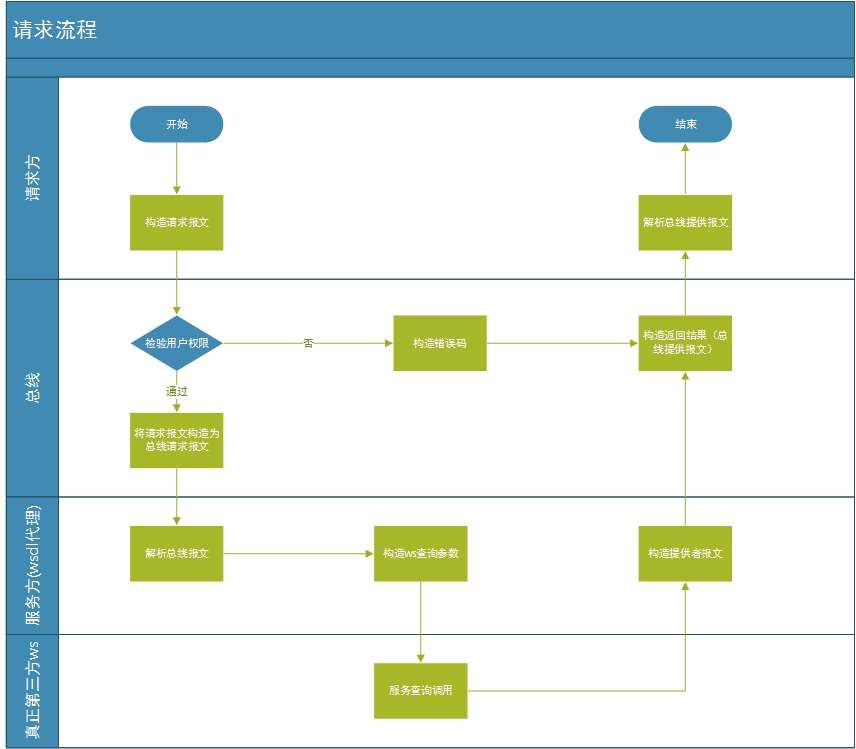 请求流程
请求方
开始
结束
构造请求报文
解析总线提供报文
总线
检验用户权限
否
构造错误码
构造返回结果（总
线提供报文）
通过
将请求报文构造为
总线请求报文
服务方(wsdl代理)
解析总线报文
构造ws查询参数
构造提供者报文
真正第三方ws
服务查询调用